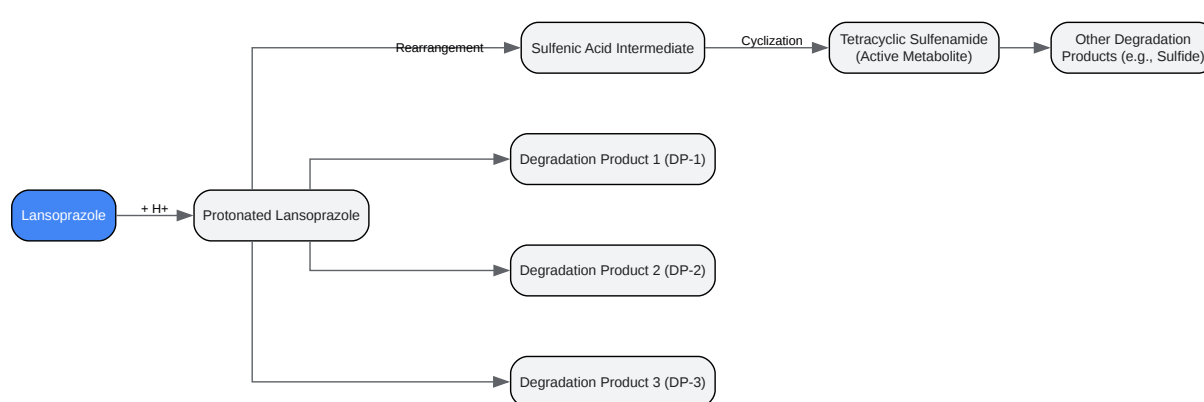 Rearrangement
Sulfenic Acid Intermediate
Cyclization
Tetracyclic Sulfenamide
(Active Metabolite)
Other Degradation
Products (e.g., Sulfide)
Degradation Product 1 (DP-1)
Lansoprazole
+ H+
Protonated Lansoprazole
Degradation Product 2 (DP-2)
Degradation Product 3 (DP-3)